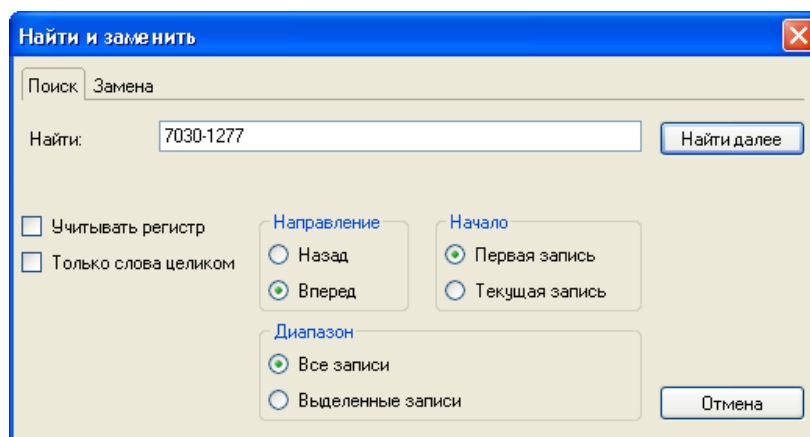 Найти и заменить
Поиск Замена
Найти: 7030-1277 Найти далее
Учитывать регистр
Только слова целиком
Направление
Назад
Вперед
Начало
Первая запись
Текущая запись
Диапазон
Все записи
Выделенные записи
Отмена